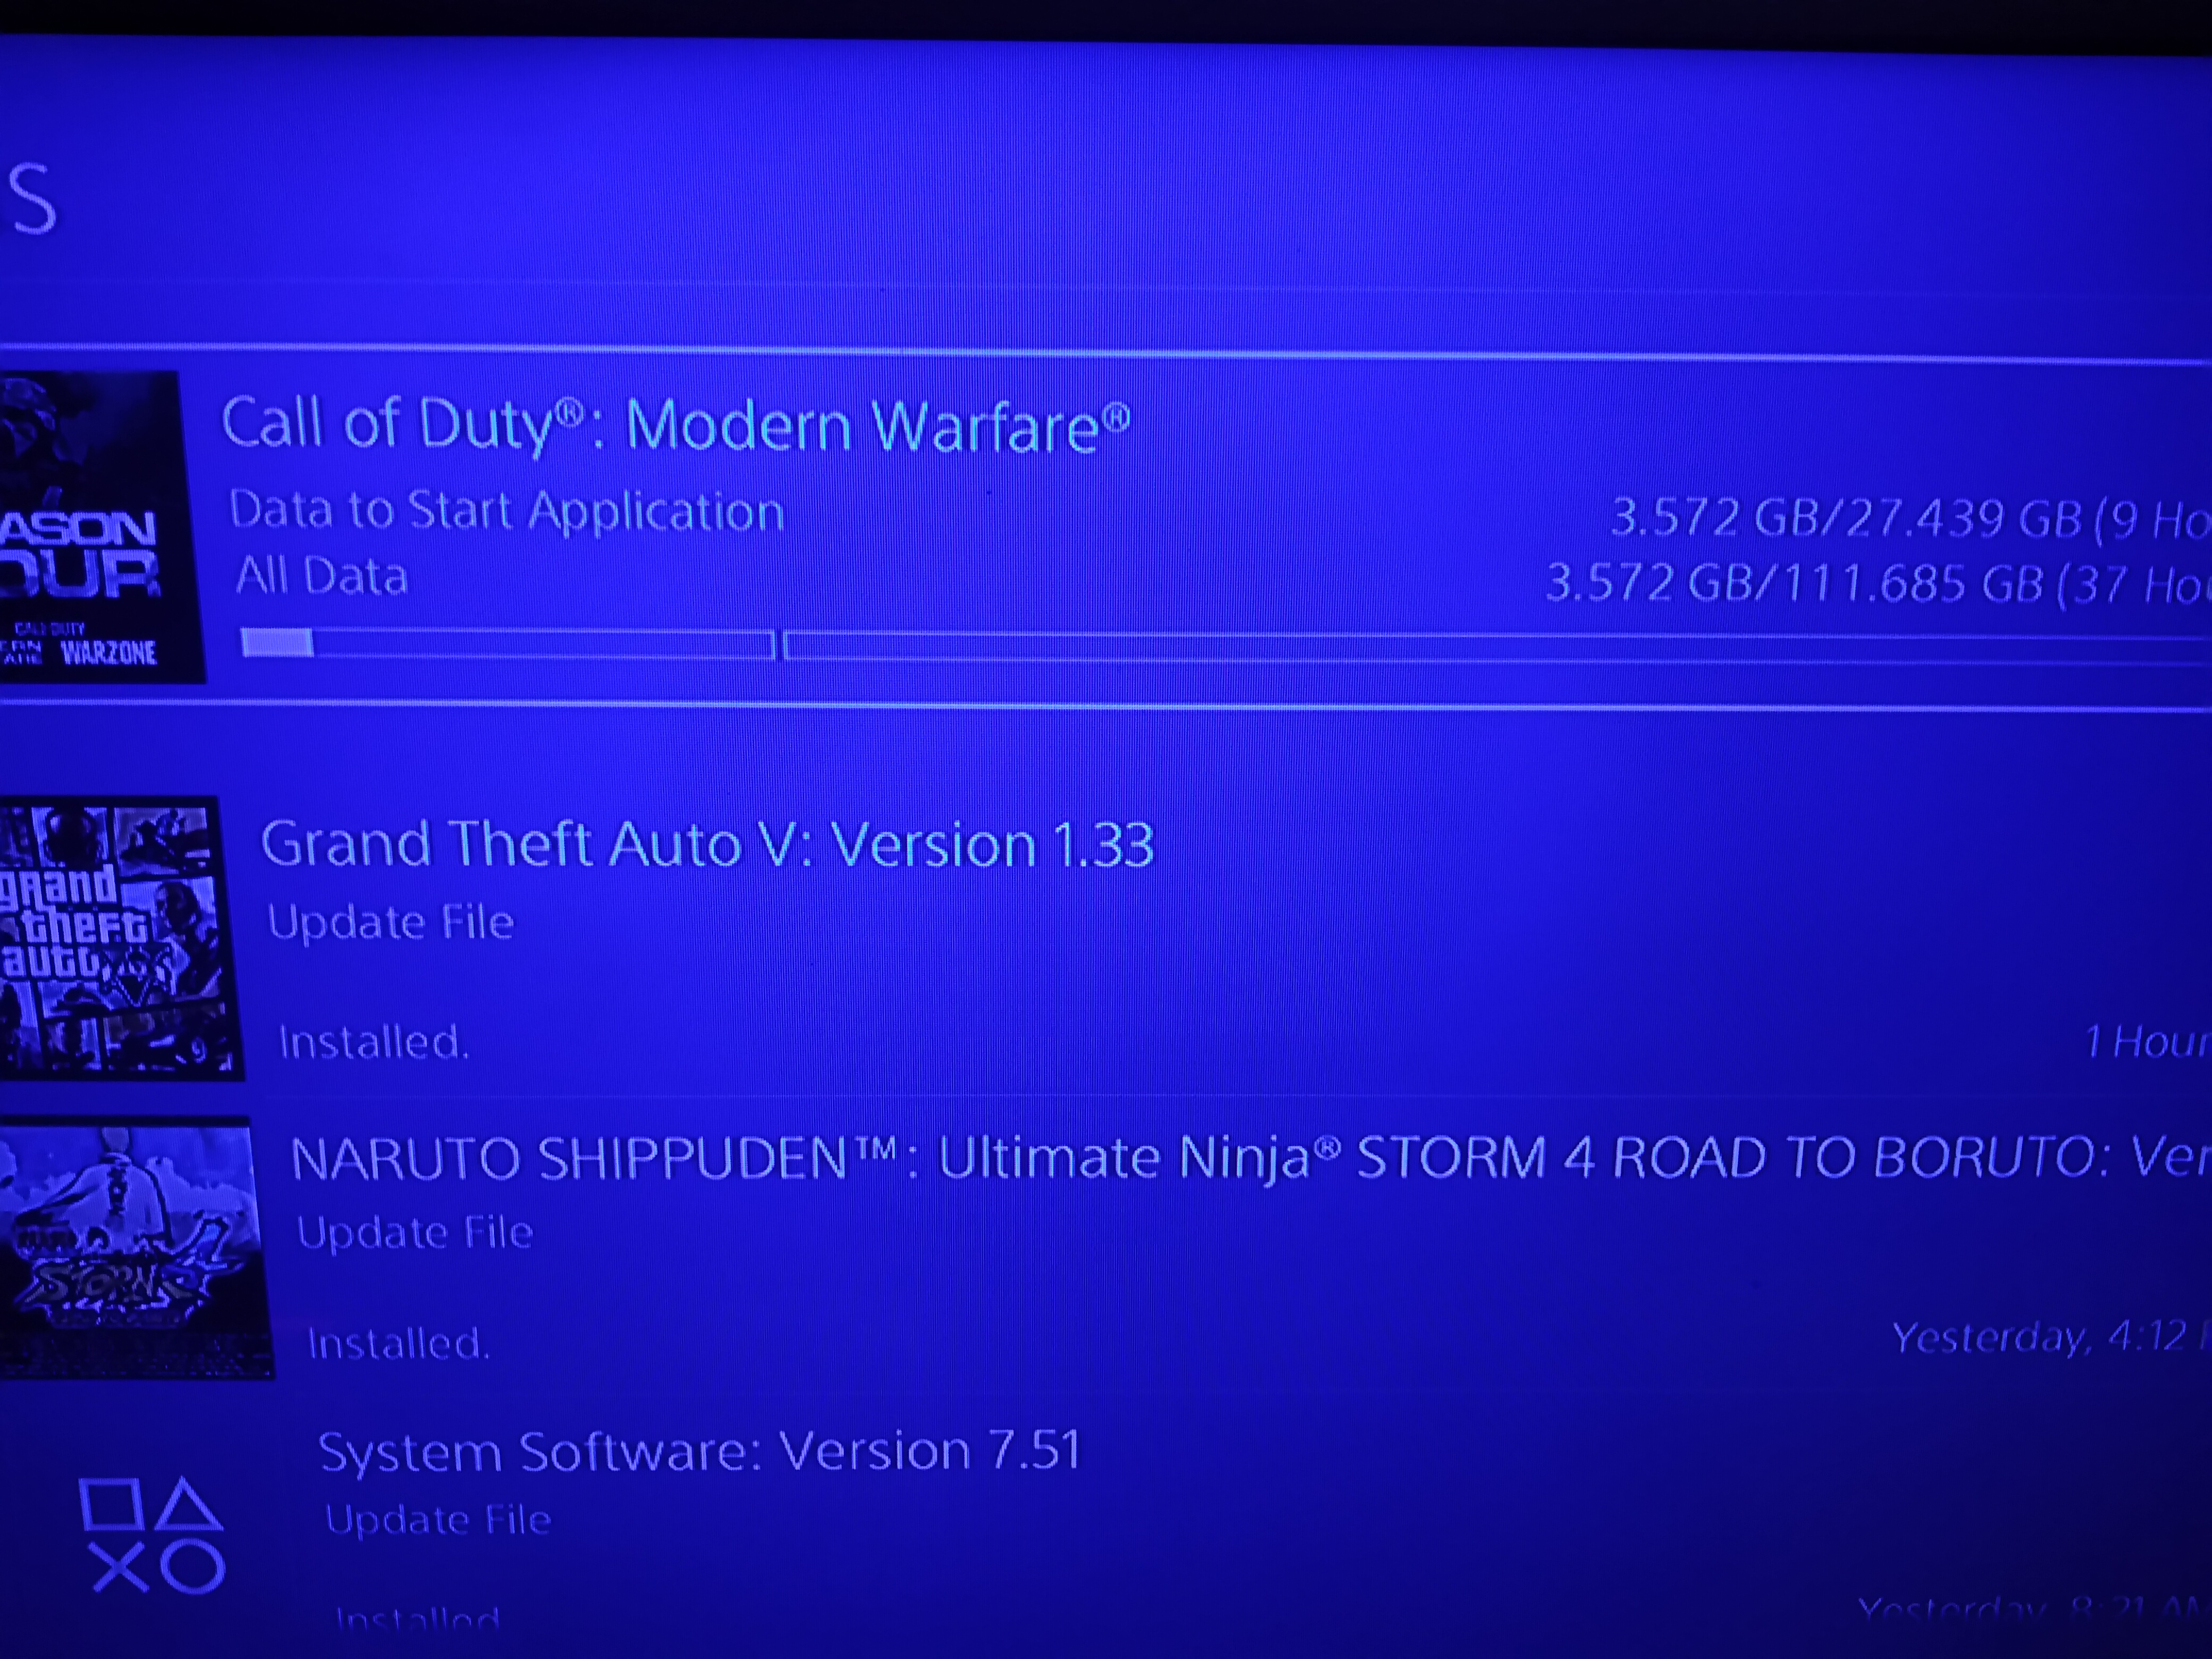 S
Call of Duty®: Modern Warfare®
Data to Start Application
3.572 GB/27.439 GB (9 Ho
All Data
3.572 GB/111.685 GB (37 Hou
ASON
OUR
CALL OF DUTY
WARZONE
Grand Theft Auto V: Version 1.33
Update File
Installed.
1 Hour
grand
theft
auto
NARUTO SHIPPUDEN™: Ultimate Ninja® STORM 4 ROAD TO BORUTO: Ver
Update File
Installed.
Yesterday, 4:12
STORM
System Software: Version 7.51
Update File
Installed
Yesterday, 8:21 AM